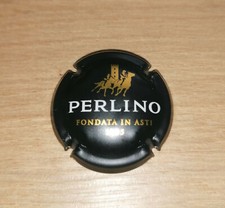 PERLINO
FONDATA IN ASTI